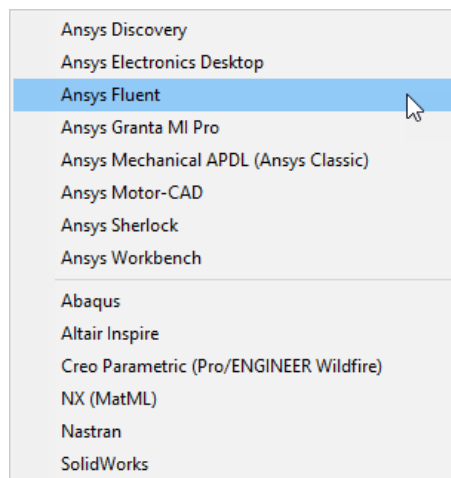 Ansys Discovery
Ansys Electronics Desktop
Ansys Fluent
Ansys Granta MI Pro
Ansys Mechanical APDL (Ansys Classic)
Ansys Motor-CAD
Ansys Sherlock
Ansys Workbench
Abaqus
Altair Inspire
Creo Parametric (Pro/ENGINEER Wildfire)
NX (MatML)
Nastran
SolidWorks